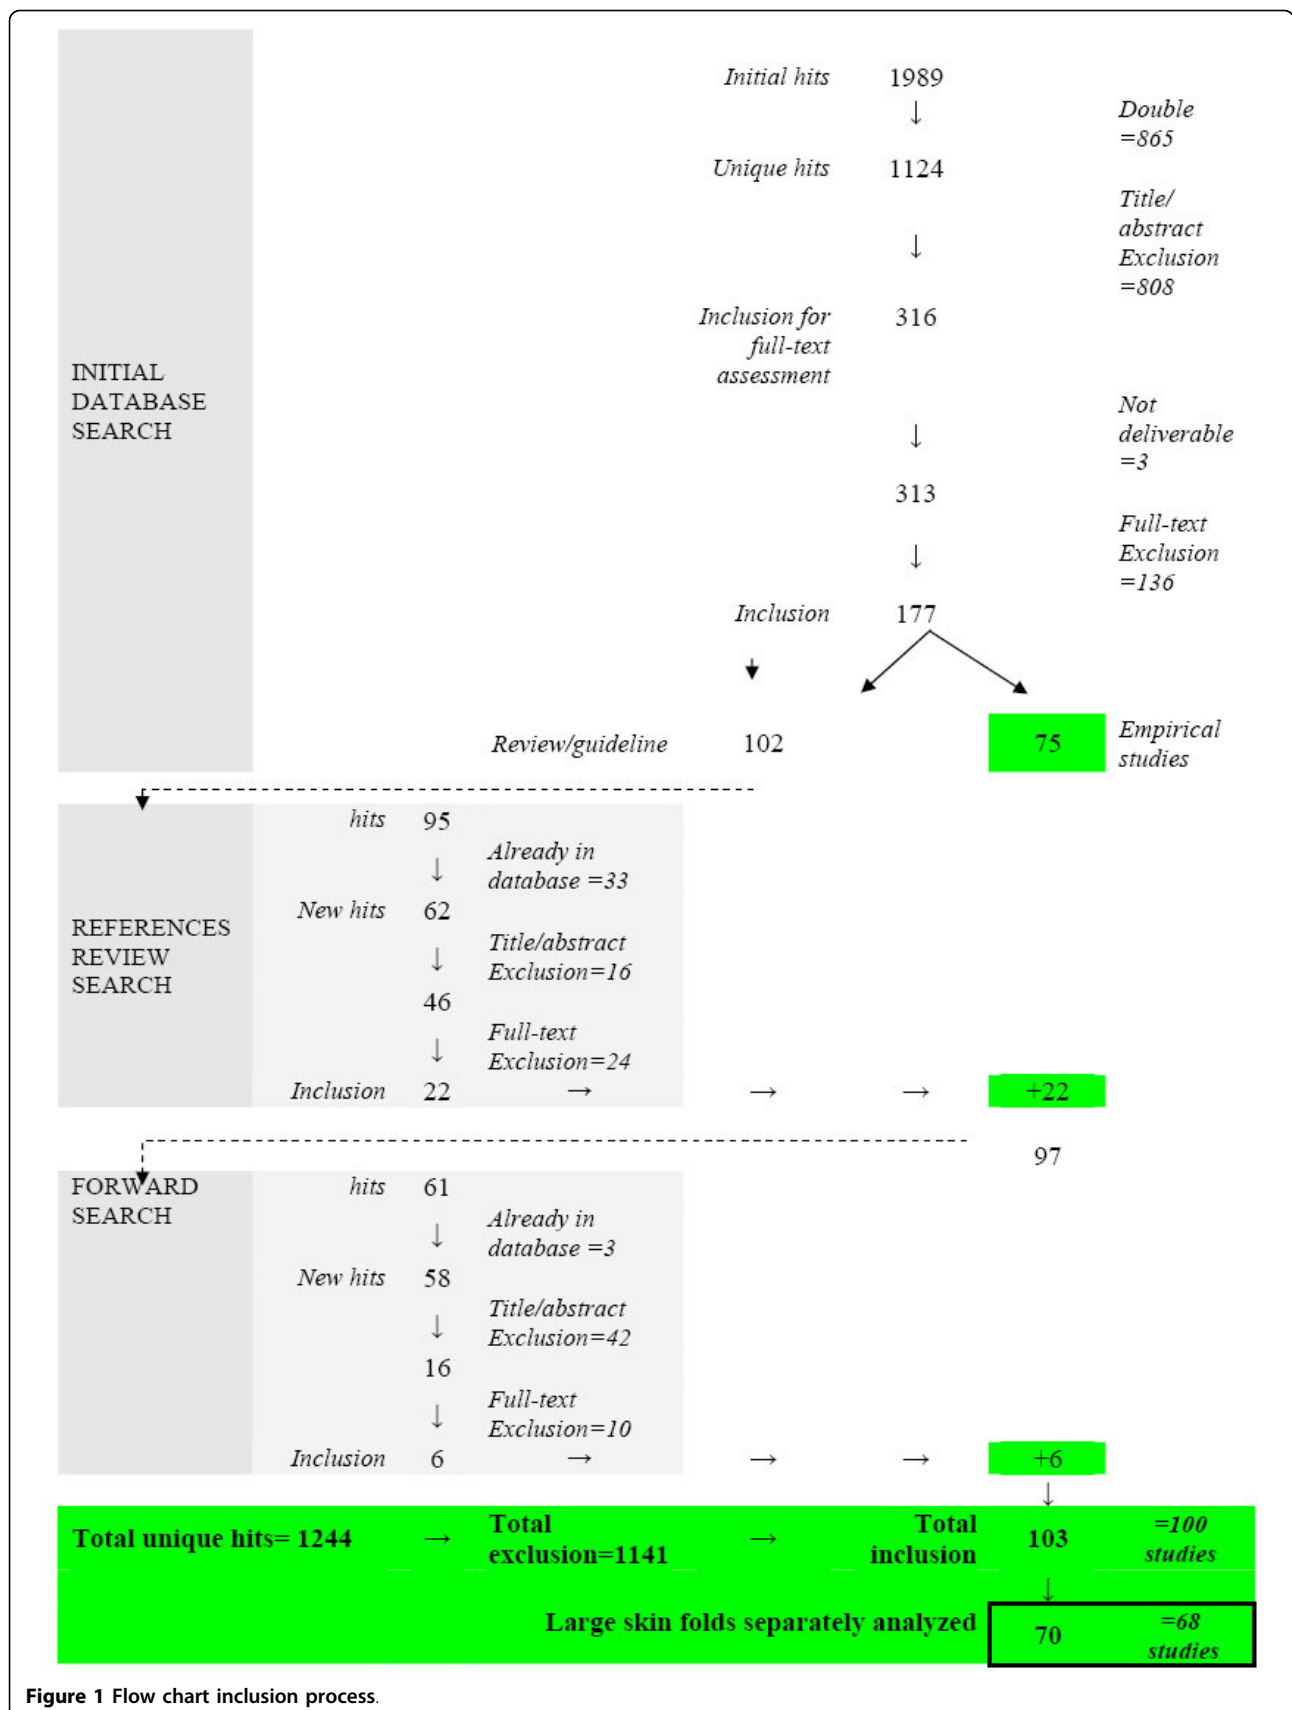 Initial hits 1989
↓
Double
=865
Unique hits 1124
Title/
abstract
↓
Exclusion
=808
Inclusion for 316
full-text
assessment
INITIAL
DATABASE
SEARCH
Not
deliverable
↓
=3
313
Full-text
Exclusion
↓
=136
Inclusion 177
Review/guideline 102 75 Empirical
studies
hits 95
Already in
↓
database =33
New hits 62
REFERENCES
REVIEW
SEARCH
Title/abstract
↓
Exclusion=16
46
Full-text
↓
Exclusion=24
Inclusion 22 → → → +22
97
FORWARD
SEARCH
hits 61
Already in
↓
database =3
New hits 58
Title/abstract
↓
Exclusion=42
16
Full-text
↓
Exclusion=10
Inclusion 6 → → → +6
↓
Total unique hits= 1244 → Total
exclusion=1141 → Total
inclusion 103 =100
studies
↓
Large skin folds separately analyzed 70 =68
studies
Figure 1 Flow chart inclusion process.